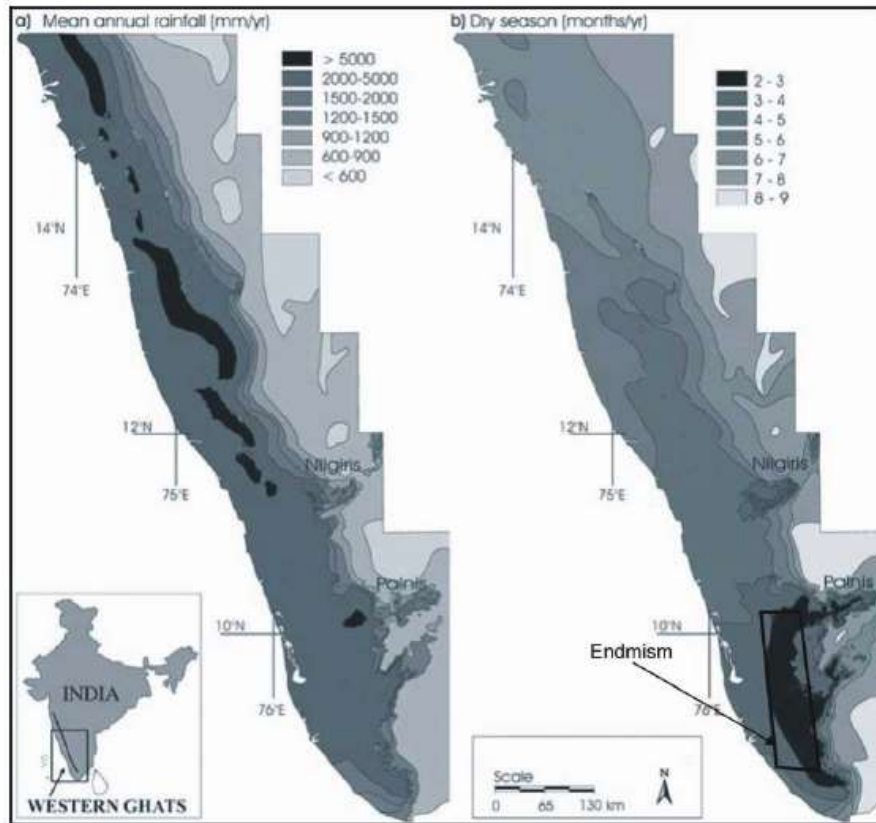 a) Mean annual rainfall (mm/yr)
> 5000
2000-5000
1500-2000
1200-1500
900-1200
600-900
< 600
14°N
74°E
12°N
75°E
Nilgiris
Palnis
10°N
76°E
INDIA
WESTERN GHATS
b) Dry season (months/yr)
2 - 3
3 - 4
4 - 5
5 - 6
6 - 7
7 - 8
8 - 9
14°N
74°E
12°N
75°E
Nilgiris
Palnis
10°N
Endmism
76°E
Scale
N
0 65 130 km